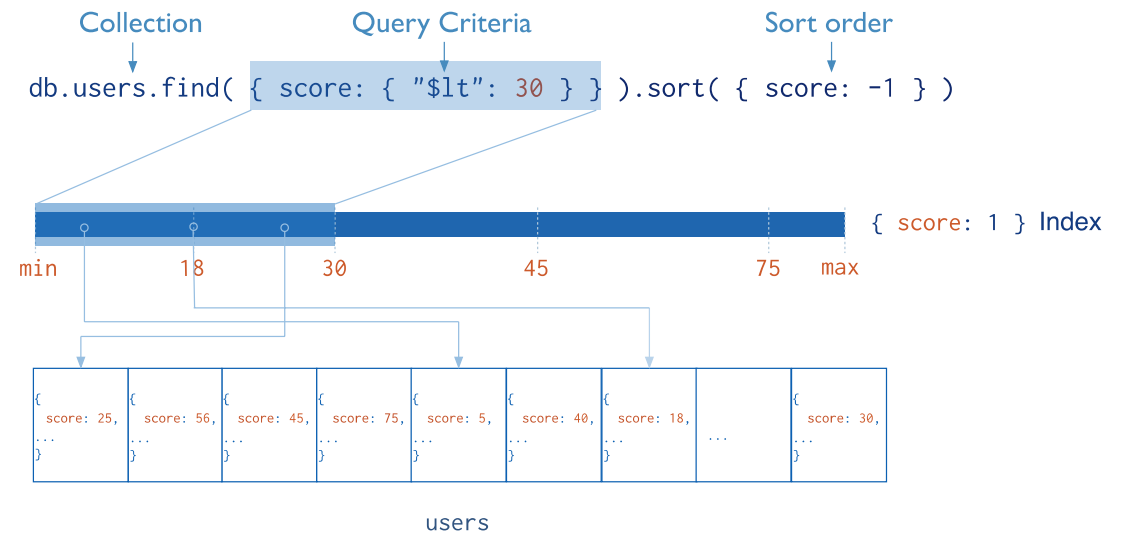 Collection Query Criteria Sort order
db.users.find( { score: { "$lt": 30 } } ).sort( { score: -1 } )
{ score: 1 } Index
min 18 30 45 75 max
{ { { { { { { {
score: 25, score: 56, score: 45, score: 75, score: 5, score: 40, score: 18, score: 30,
... ... ... ... ... ... ... ... ...
} } } } } } } }
users